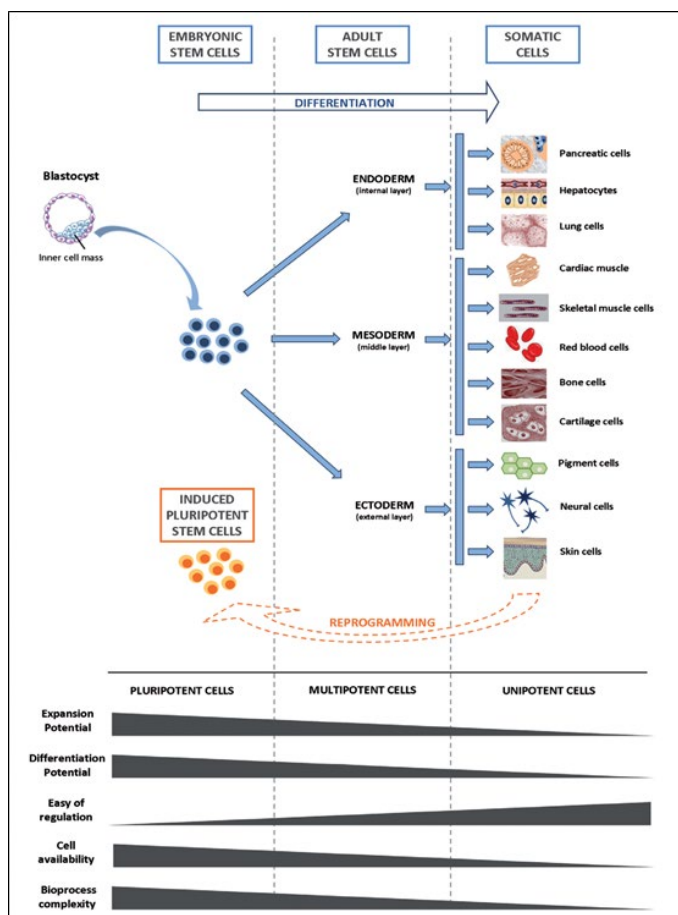 EMBRYONIC
STEM CELLS
ADULT
STEM CELLS
SOMATIC
CELLS
DIFFERENTIATION
Blastocyst
Inner cell mass
ENDODERM
(internal layer)
Pancreatic cells
Hepatocytes
Lung cells
MESODERM
(middle layer)
Cardiac muscle
Skeletal muscle cells
Red blood cells
Bone cells
Cartilage cells
ECTODERM
(external layer)
Pigment cells
Neural cells
Skin cells
INDUCED
PLURIPOTENT
STEM CELLS
REPROGRAMMING
PLURIPOTENT CELLS
MULTIPOTENT CELLS
UNIPOTENT CELLS
Expansion
Potential
Differentiation
Potential
Easy of
regulation
Cell
availability
Bioprocess
complexity